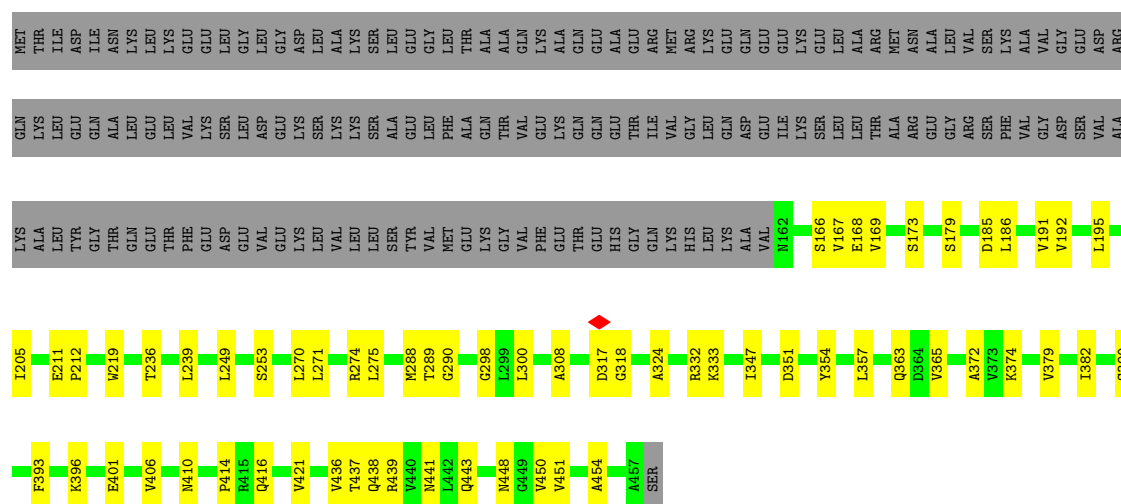 MET THR ILE ASP ILE ASN LYS LEU LYS GLU GLU LEU GLY LEU GLY ASP LEU ALA LYS SER LEU GLU GLY LEU THR ALA ALA GLN LYS ALA GLN GLU ALA GLU ARG MET ARG LYS GLU GLN GLU GLU LYS GLU LEU ALA ARG MET ASN ALA LEU VAL SER LYS ALA VAL GLY GLU ASP ARG
GLN LYS LEU GLU GLN ALA LEU GLU LEU VAL LYS SER LEU ASP GLU LYS SER LYS LYS SER ALA GLU LEU PHE ALA GLN THR VAL GLU LYS GLN GLN GLU THR ILE VAL GLY LEU GLN ASP GLU ILE LYS SER LEU LEU THR ALA ARG GLU GLY ARG SER PHE VAL GLY ASP SER VAL ALA
LYS ALA LEU TYR GLY THR GLN GLU THR PHE GLU ASP GLU VAL GLU LYS LEU VAL LEU LEU SER TYR VAL MET GLU LYS GLY VAL PHE GLU THR GLU HIS GLY GLN LYS HIS LEU LYS ALA VAL N162 S166 V167 E168 V169 S173 S179 D185 L186 V191 V192 L195
I205 E211 P212 W219 T236 L239 L249 S253 L270 L271 R274 L275 M288 T289 G290 G298 L299 L300 A308 D317 G318 A324 R332 K333 I347 D351 Y354 L357 Q363 D364 V365 A372 V373 K374 V379 I382
F393 K396 E401 V406 N410 P414 R415 Q416 V421 V436 T437 Q438 R439 V440 N441 L442 Q443 N448 G449 V450 V451 A454 A457 SER